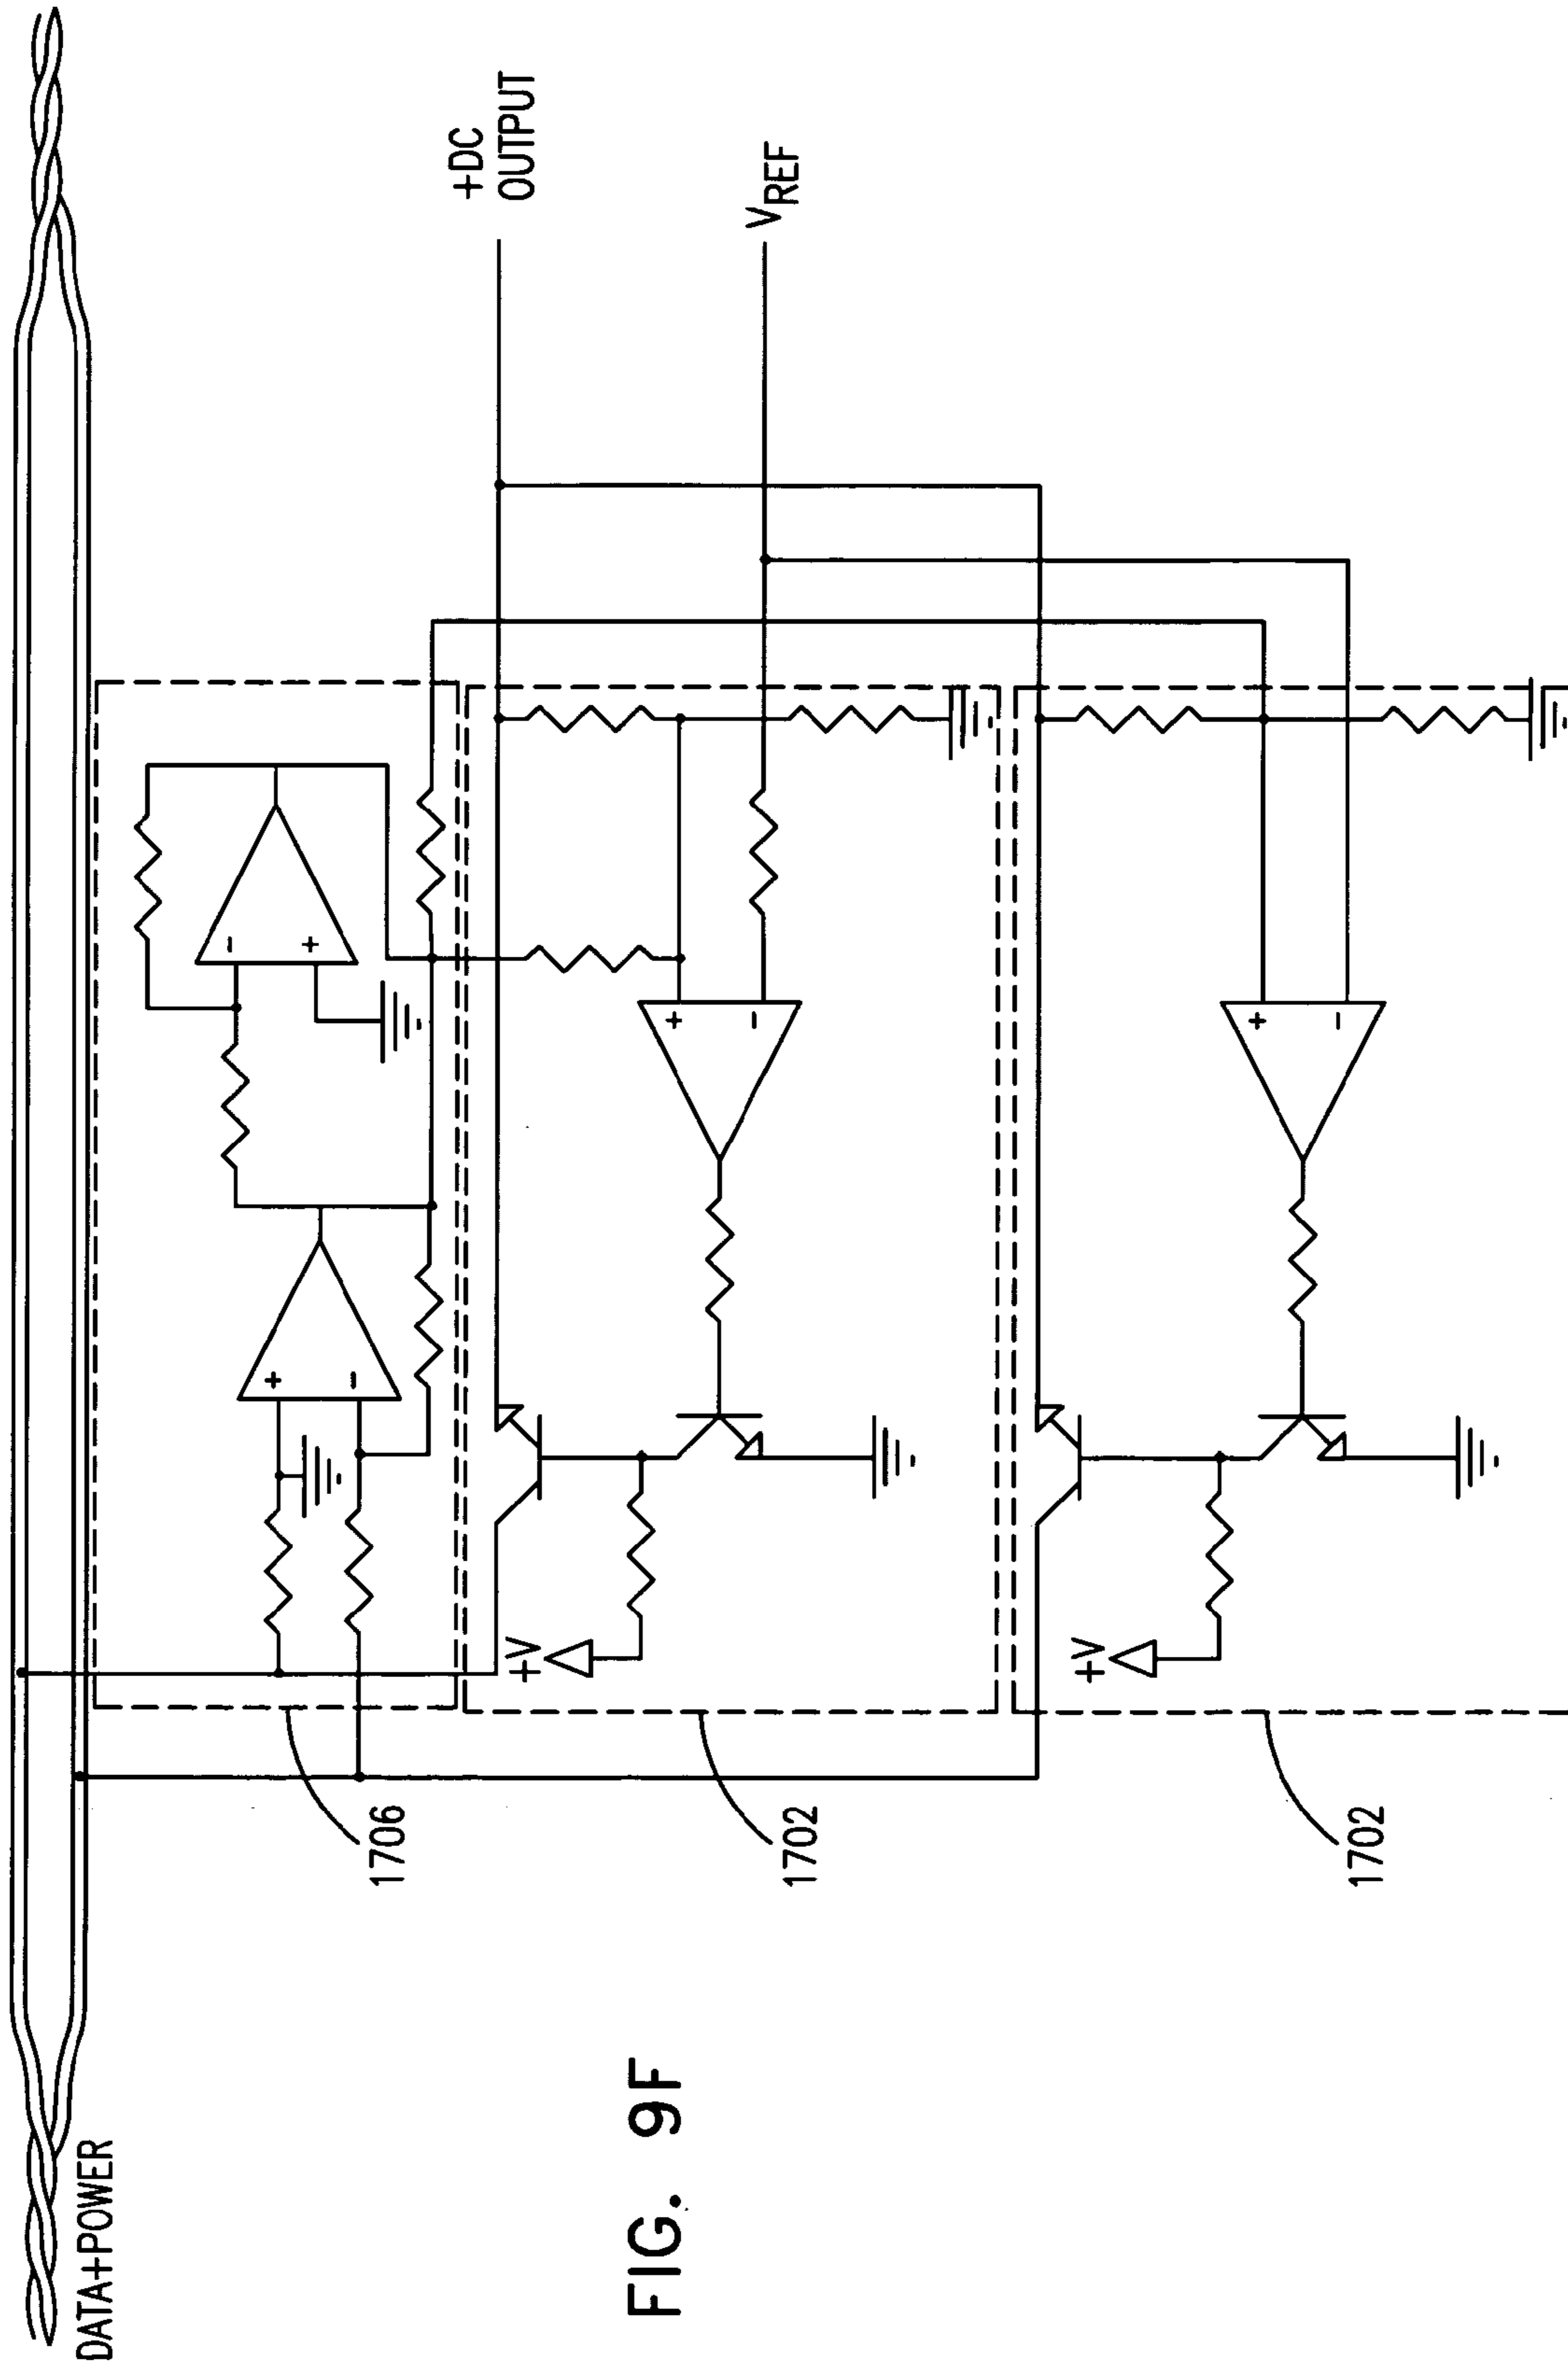 DATA+POWER
+DC
OUTPUT
VREF
-
+
+
-
+
-
+V
+
-
+V
1706
1702
1702
FIG. 9F